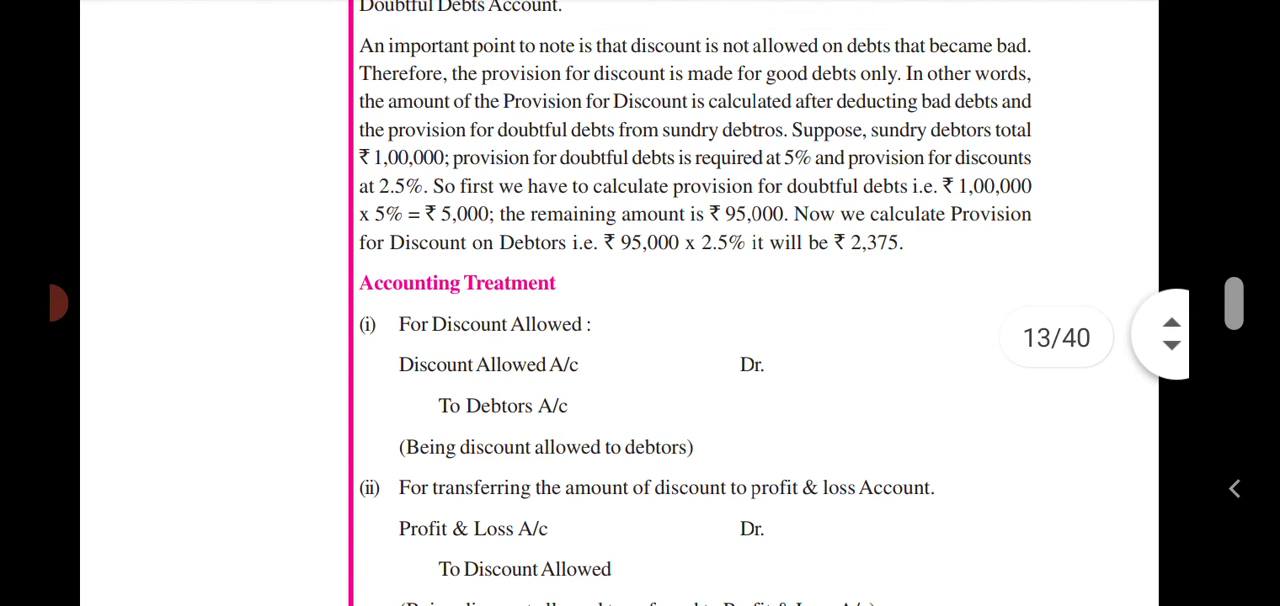 Doubtful Debts Account.
An important point to note is that discount is not allowed on debts that became bad.
Therefore, the provision for discount is made for good debts only. In other words,
the amount of the Provision for Discount is calculated after deducting bad debts and
the provision for doubtful debts from sundry debtros. Suppose, sundry debtors total
₹ 1,00,000; provision for doubtful debts is required at 5% and provision for discounts
at 2.5%. So first we have to calculate provision for doubtful debts i.e. ₹ 1,00,000
x 5% = ₹ 5,000; the remaining amount is ₹ 95,000. Now we calculate Provision
for Discount on Debtors i.e. ₹ 95,000 x 2.5% it will be ₹ 2,375.
Accounting Treatment
(i) For Discount Allowed :
13/40
Discount Allowed A/c Dr.
To Debtors A/c
(Being discount allowed to debtors)
(ii) For transferring the amount of discount to profit & loss Account.
Profit & Loss A/c Dr.
To Discount Allowed